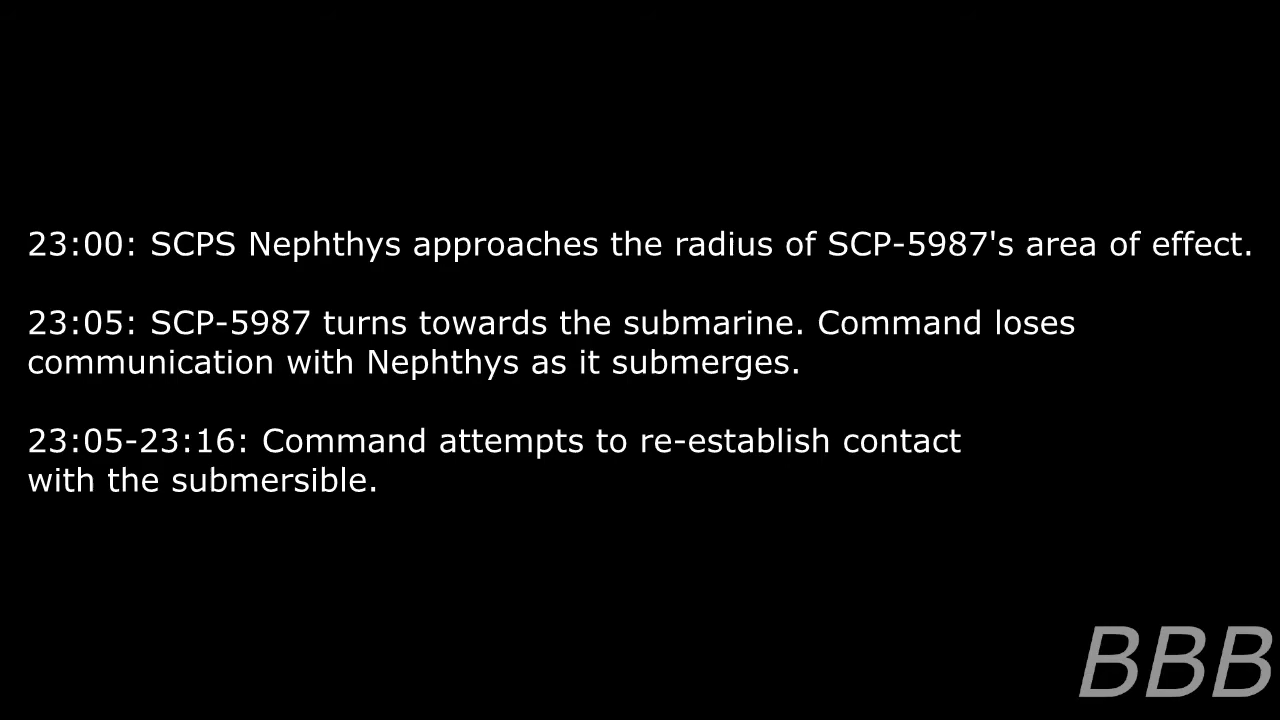 23:00: SCPS Nephthys approaches the radius of SCP-5987's area of effect.
23:05: SCP-5987 turns towards the submarine. Command loses
communication with Nephthys as it submerges.
23:05-23:16: Command attempts to re-establish contact
with the submersible.
BBB